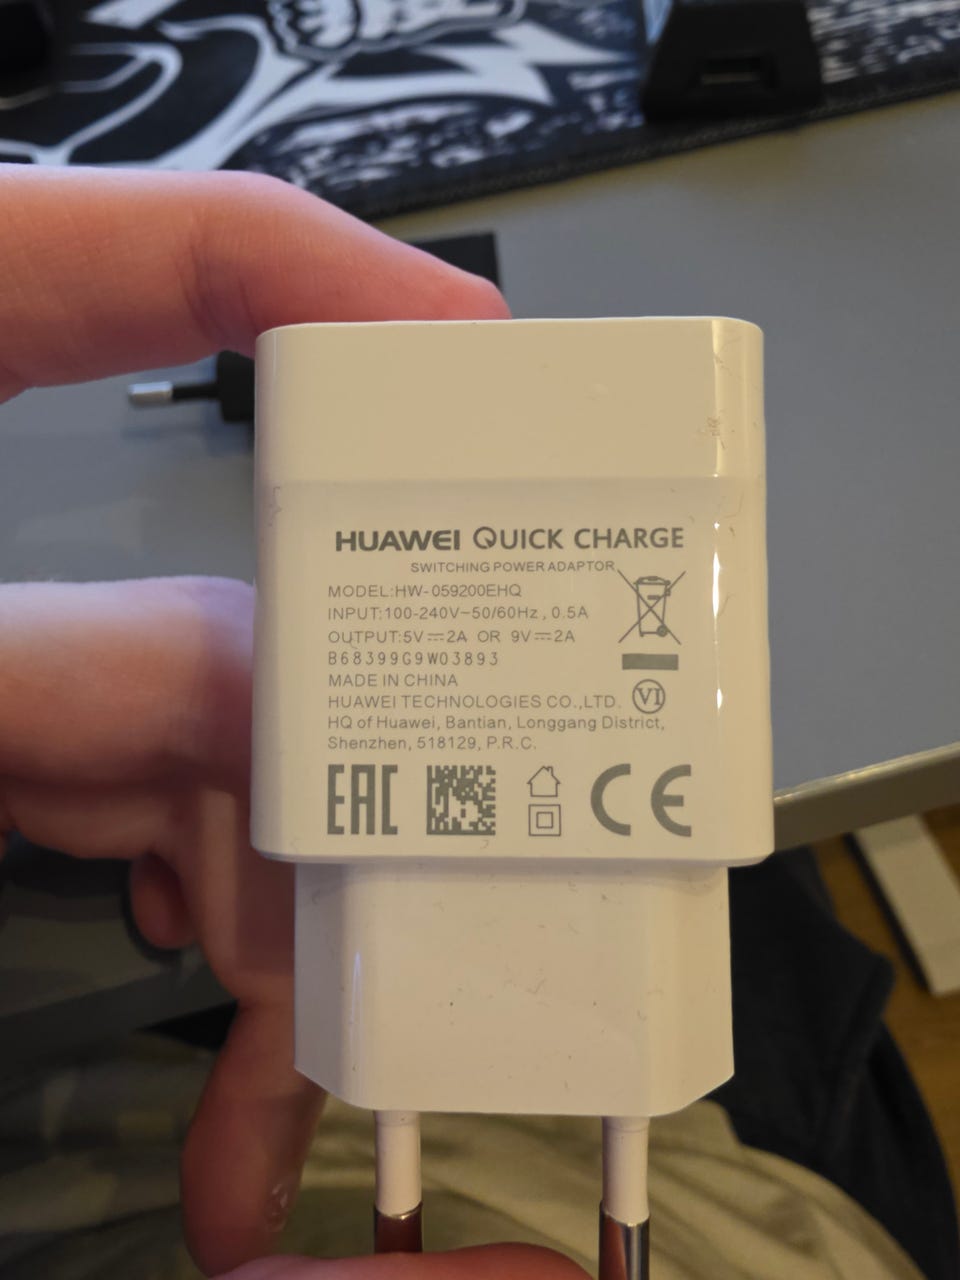 HUAWEI QUICK CHARGE
SWITCHING POWER ADAPTOR
MODEL:HW-059200EHQ
INPUT:100-240V~50/60Hz, 0.5A
OUTPUT:5V⎓2A OR 9V⎓2A
B68399G9W03893
MADE IN CHINA
HUAWEI TECHNOLOGIES CO.,LTD. VI
HQ of Huawei, Bantian, Longgang District,
Shenzhen, 518129, P.R.C.
EAC CE